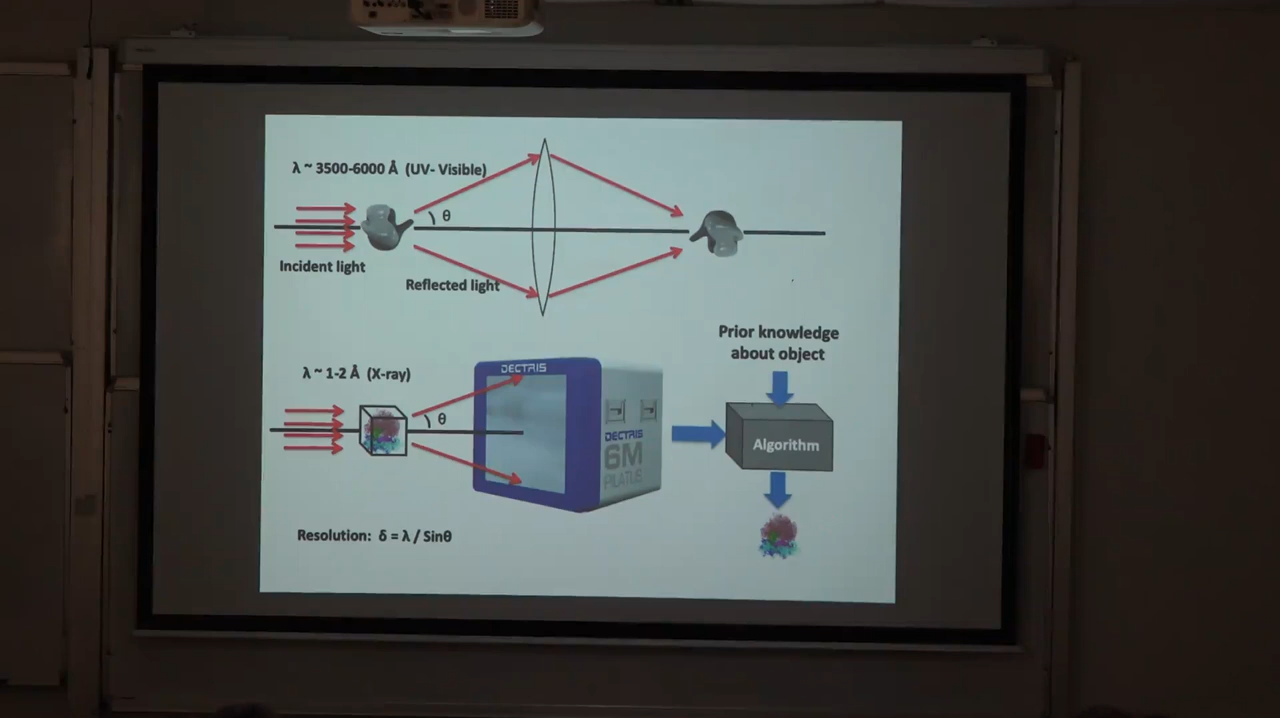 λ ~ 3500-6000 Å (UV- Visible)
θ
Incident light
Reflected light
Prior knowledge
about object
λ ~ 1-2 Å (X-ray)
θ
DECTRIS
DECTRIS
6M
PILATUS
Algorithm
Resolution: δ = λ / Sinθ